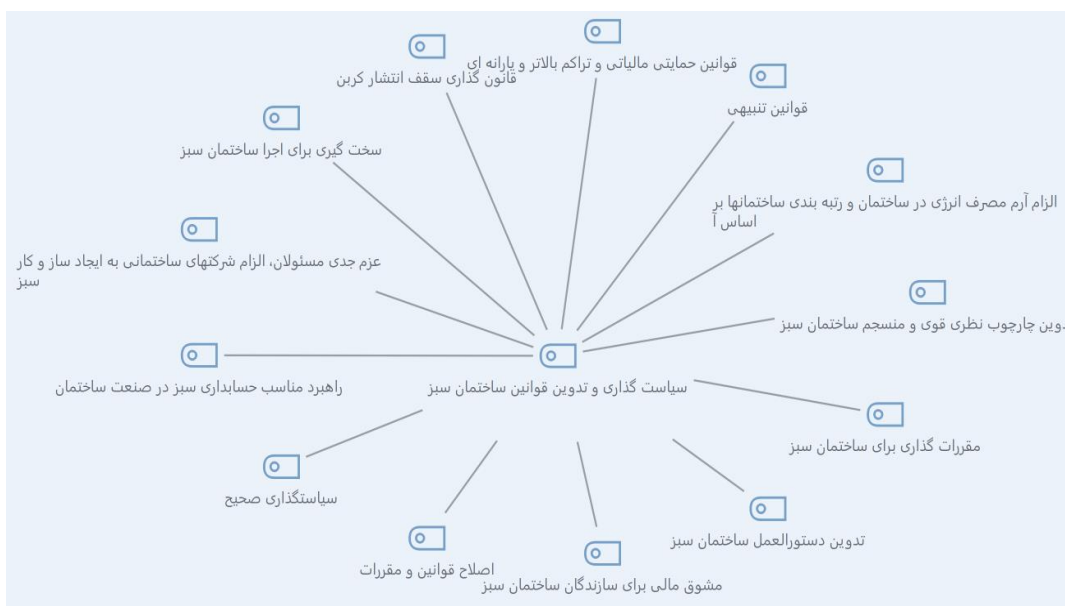 قوانین حمایتی مالیاتی و تراکم بالاتر و یارانه ای
قانون گذاری سقف انتشار کربن
قوانین تنبیهی
سخت گیری برای اجرا ساختمان سبز
الزام آرم مصرف انرژی در ساختمان و رتبه بندی ساختمانها بر
اساس آ
عزم جدی مسئولان، الزام شرکتهای ساختمانی به ایجاد ساز و کار
سبز
دوین چارچوب نظری قوی و منسجم ساختمان سبز
راهبرد مناسب حسابداری سبز در صنعت ساختمان
سیاست گذاری و تدوین قوانین ساختمان سبز
مقررات گذاری برای ساختمان سبز
سیاستگذاری صحیح
تدوین دستورالعمل ساختمان سبز
اصلاح قوانین و مقررات
مشوق مالی برای سازندگان ساختمان سبز